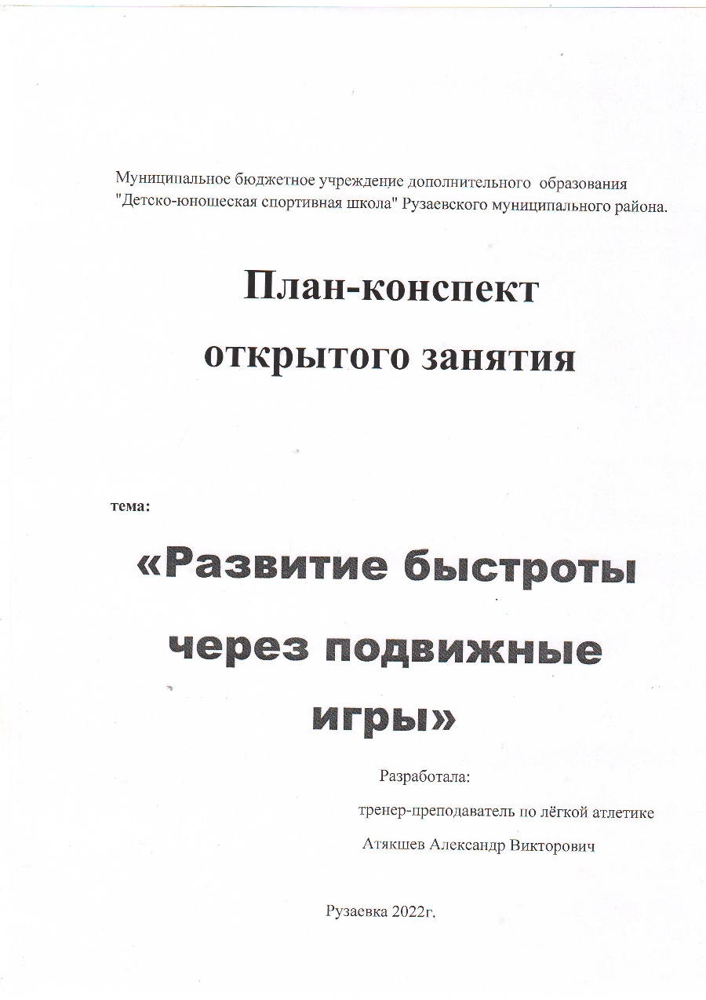 Муниципальное бюджетное учреждение дополнительного образования
"Детско-юношеская спортивная школа" Рузаевского муниципального района.
План-конспект
открытого занятия
тема:
«Развитие быстроты
через подвижные
игры»
Разработала:
тренер-преподаватель по лёгкой атлетике
Атякшев Александр Викторович
Рузаевка 2022г.